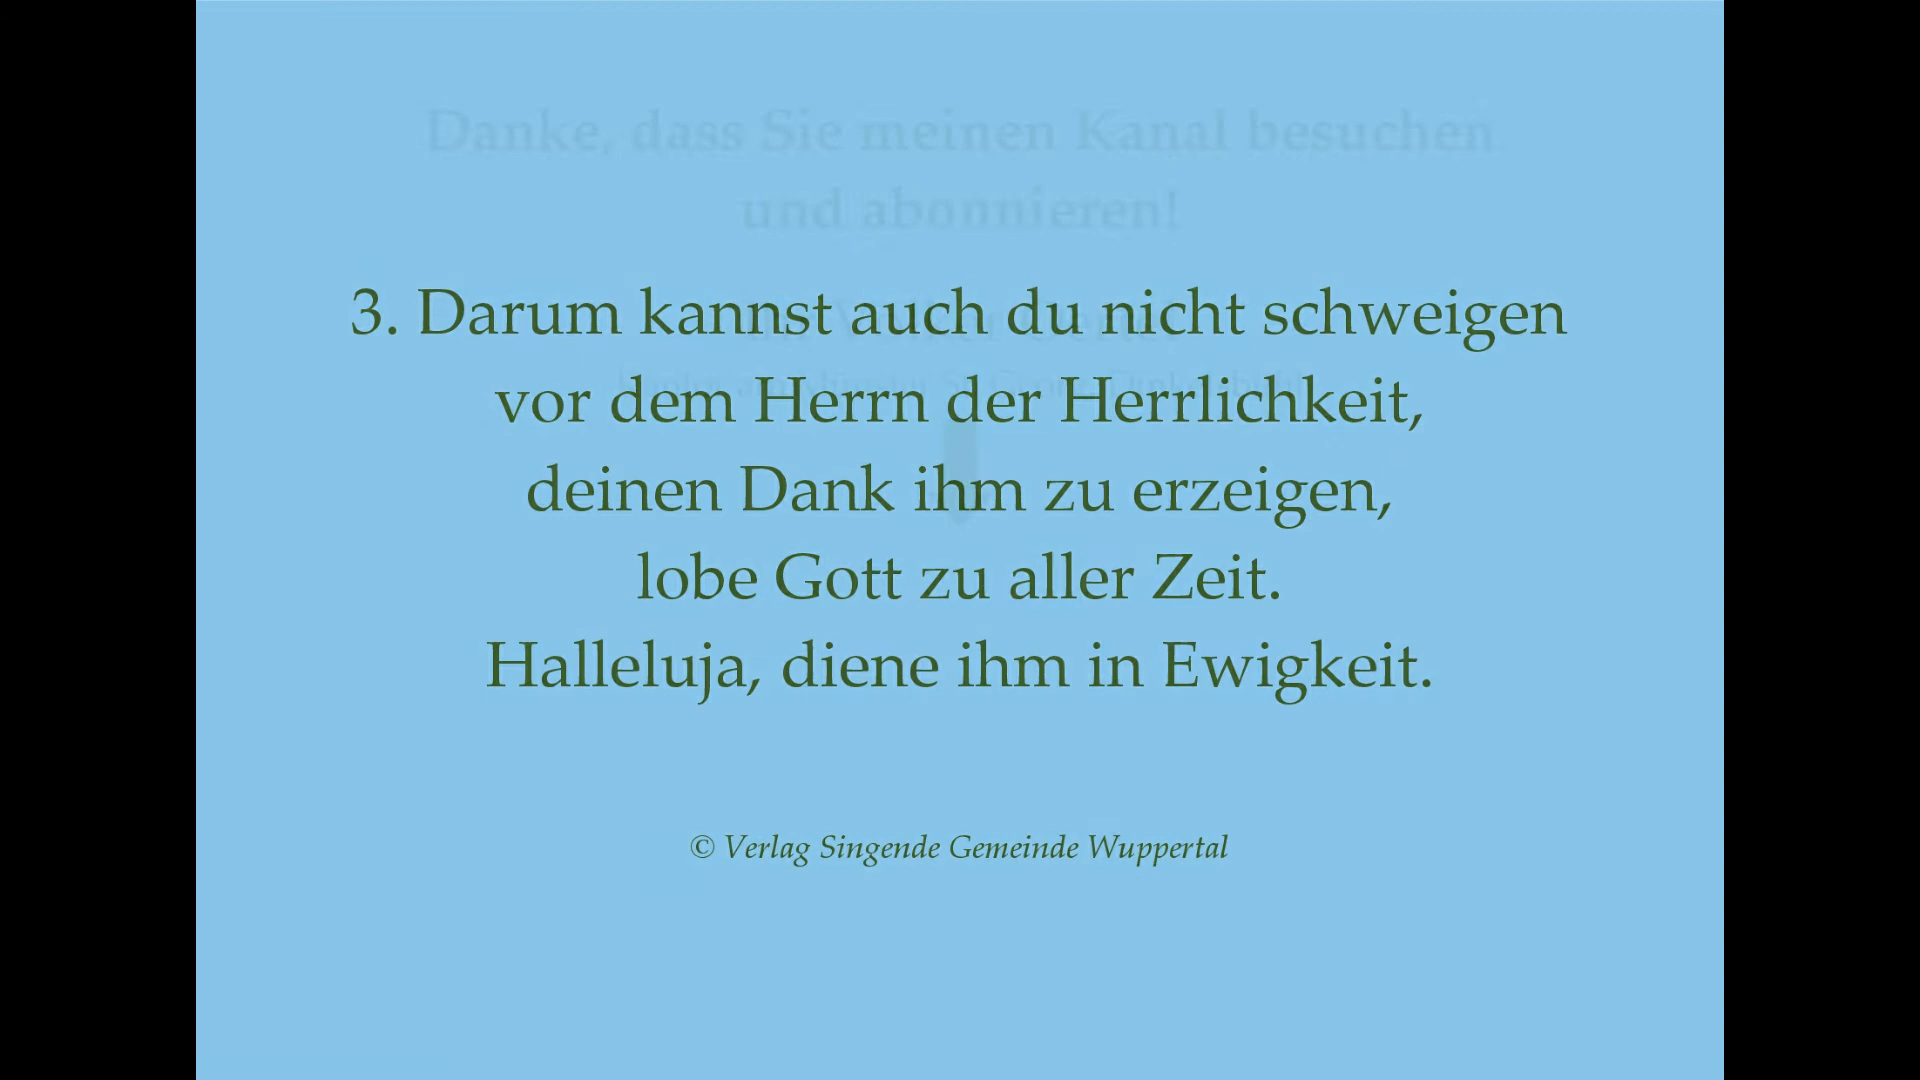 Danke, dass Sie meinen Kanal besuchen
und abonnieren!
3. Darum kannst auch du nicht schweigen
vor dem Herrn der Herrlichkeit,
deinen Dank ihm zu erzeigen,
lobe Gott zu aller Zeit.
Halleluja, diene ihm in Ewigkeit.
© Verlag Singende Gemeinde Wuppertal